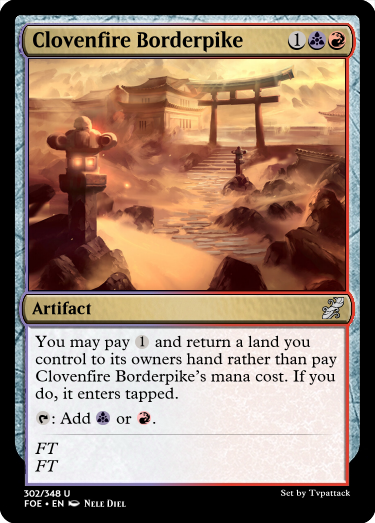 Clovenfire Borderpike 1
Artifact
You may pay 1 and return a land you
control to its owners hand rather than pay
Clovenfire Borderpike's mana cost. If you
do, it enters tapped.
: Add or .
FT
FT
302/348 U
FOE • EN Nele Diel
Set by Tvpattack